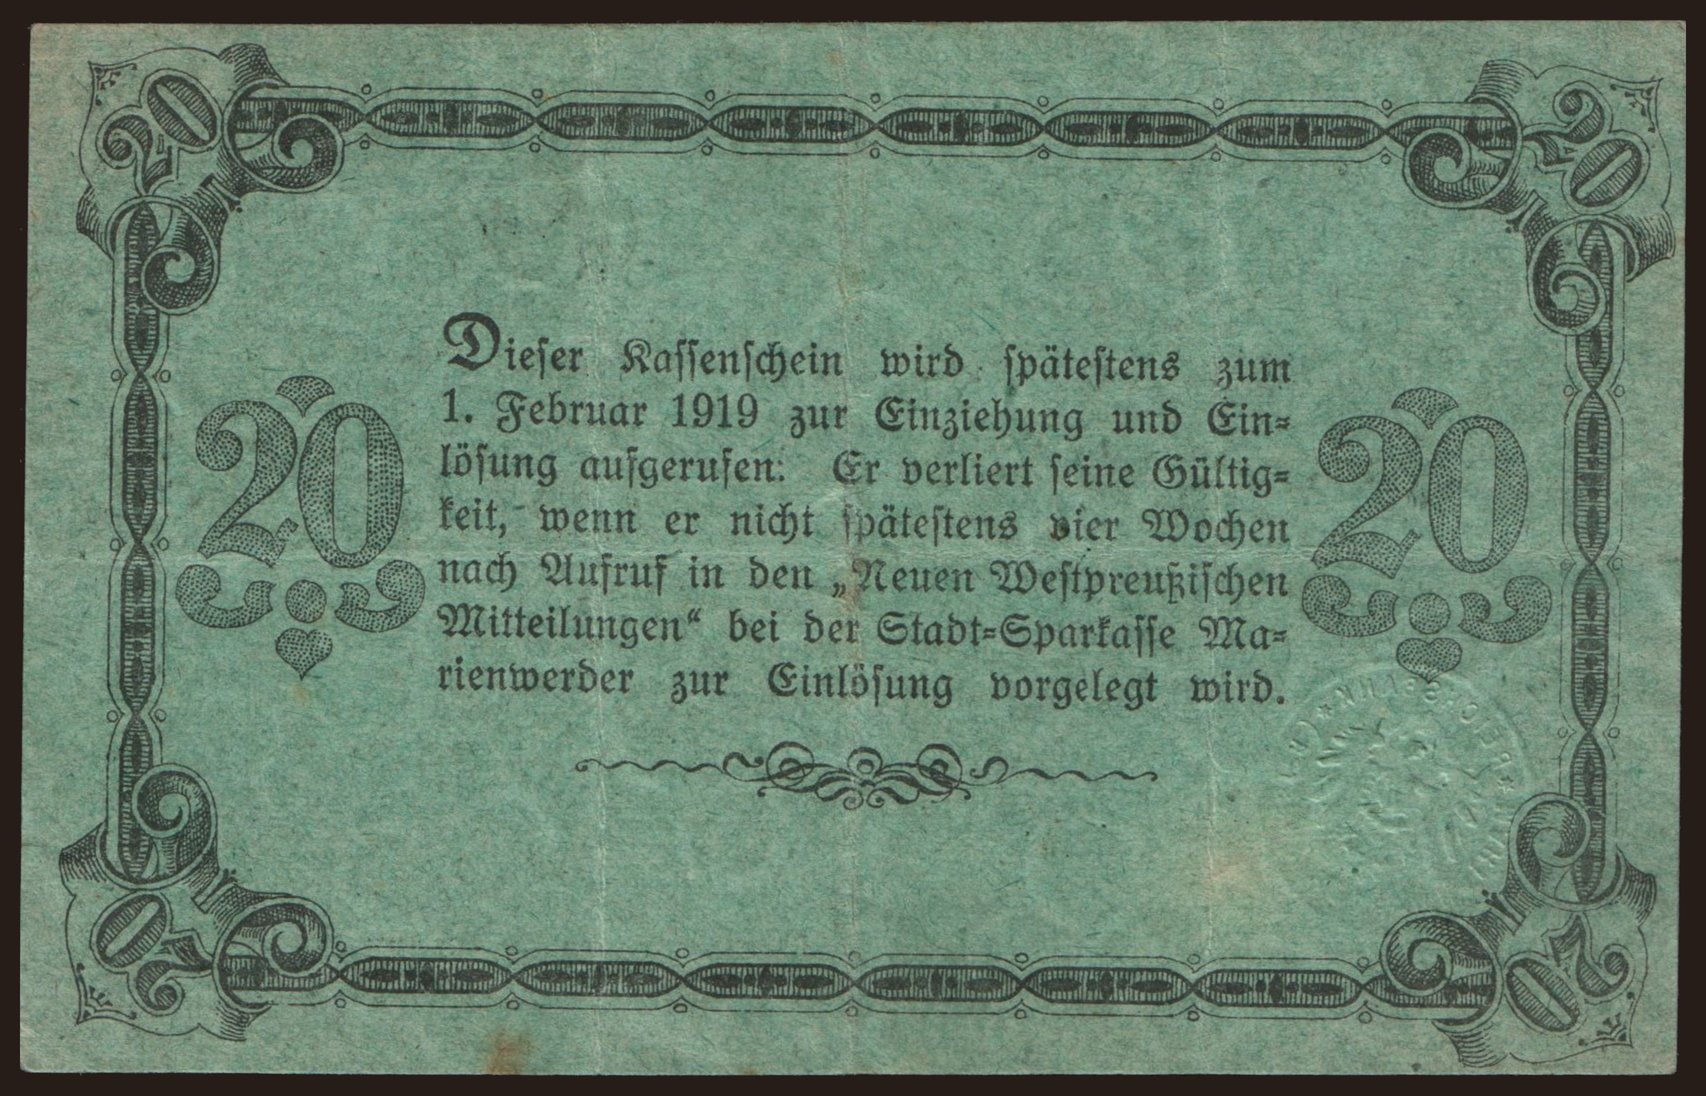 20 20
Dieser Kassenschein wird spätestens zum
1. Februar 1919 zur Einziehung und Ein=
lösung aufgerufen. Er verliert seine Gültig=
keit, wenn er nicht spätestens vier Wochen
nach Aufruf in den „Neuen Westpreußischen
Mitteilungen“ bei der Stadt=Sparkasse Ma=
rienwerder zur Einlösung vorgelegt wird.
20 20
20 20